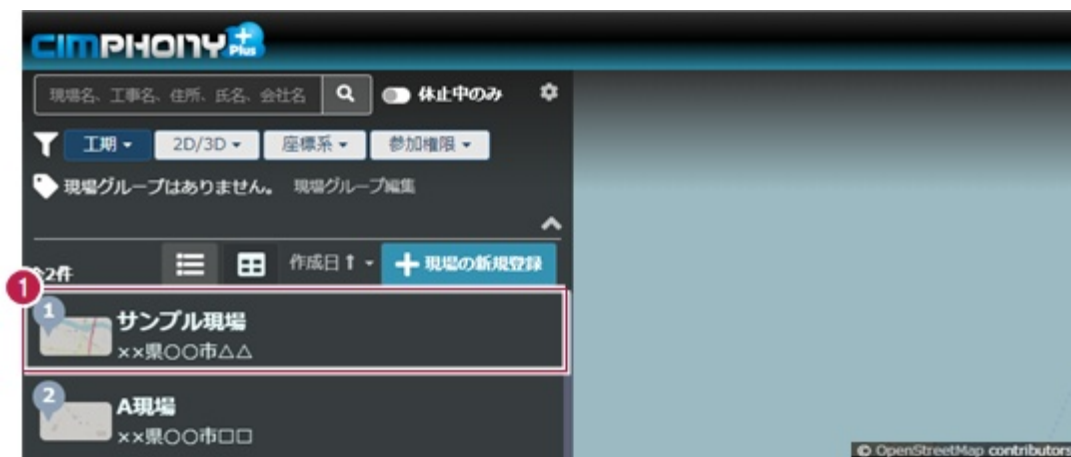 CIMPHONY Plus
現場名、工事名、住所、氏名、会社名 休止中のみ
工期 2D/3D 座標系 参加権限
現場グループはありません。 現場グループ編集
全2件 作成日↑ +現場の新規登録
1
1 サンプル現場
××県○○市△△
2 A現場
××県○○市□□
© OpenStreetMap contributors